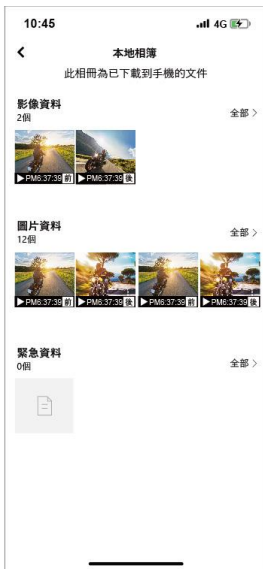 10:45
4G
本地相簿
此相冊為已下載到手機的文件
影像資料
2個
全部
PM6:37:39 前
PM6:37:39 後
圖片資料
12個
全部
PM6:37:39 前
PM6:37:39 後
PM6:37:39 前
PM6:37:39 後
緊急資料
0個
全部